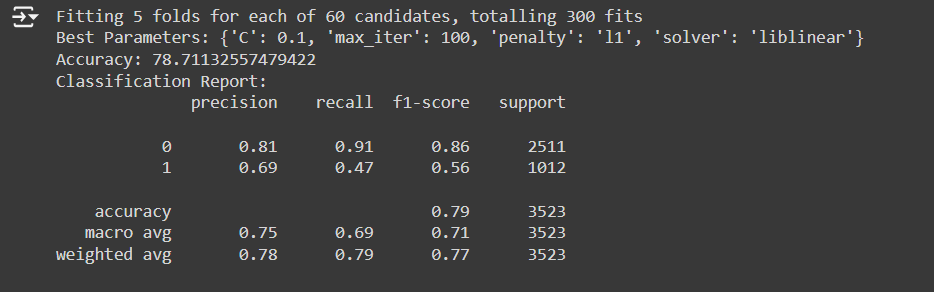 Fitting 5 folds for each of 60 candidates, totalling 300 fits
Best Parameters: {'C': 0.1, 'max_iter': 100, 'penalty': 'l1', 'solver': 'liblinear'}
Accuracy: 78.71132557479422
Classification Report:
precision recall f1-score support
0 0.81 0.91 0.86 2511
1 0.69 0.47 0.56 1012
accuracy 0.79 3523
macro avg 0.75 0.69 0.71 3523
weighted avg 0.78 0.79 0.77 3523